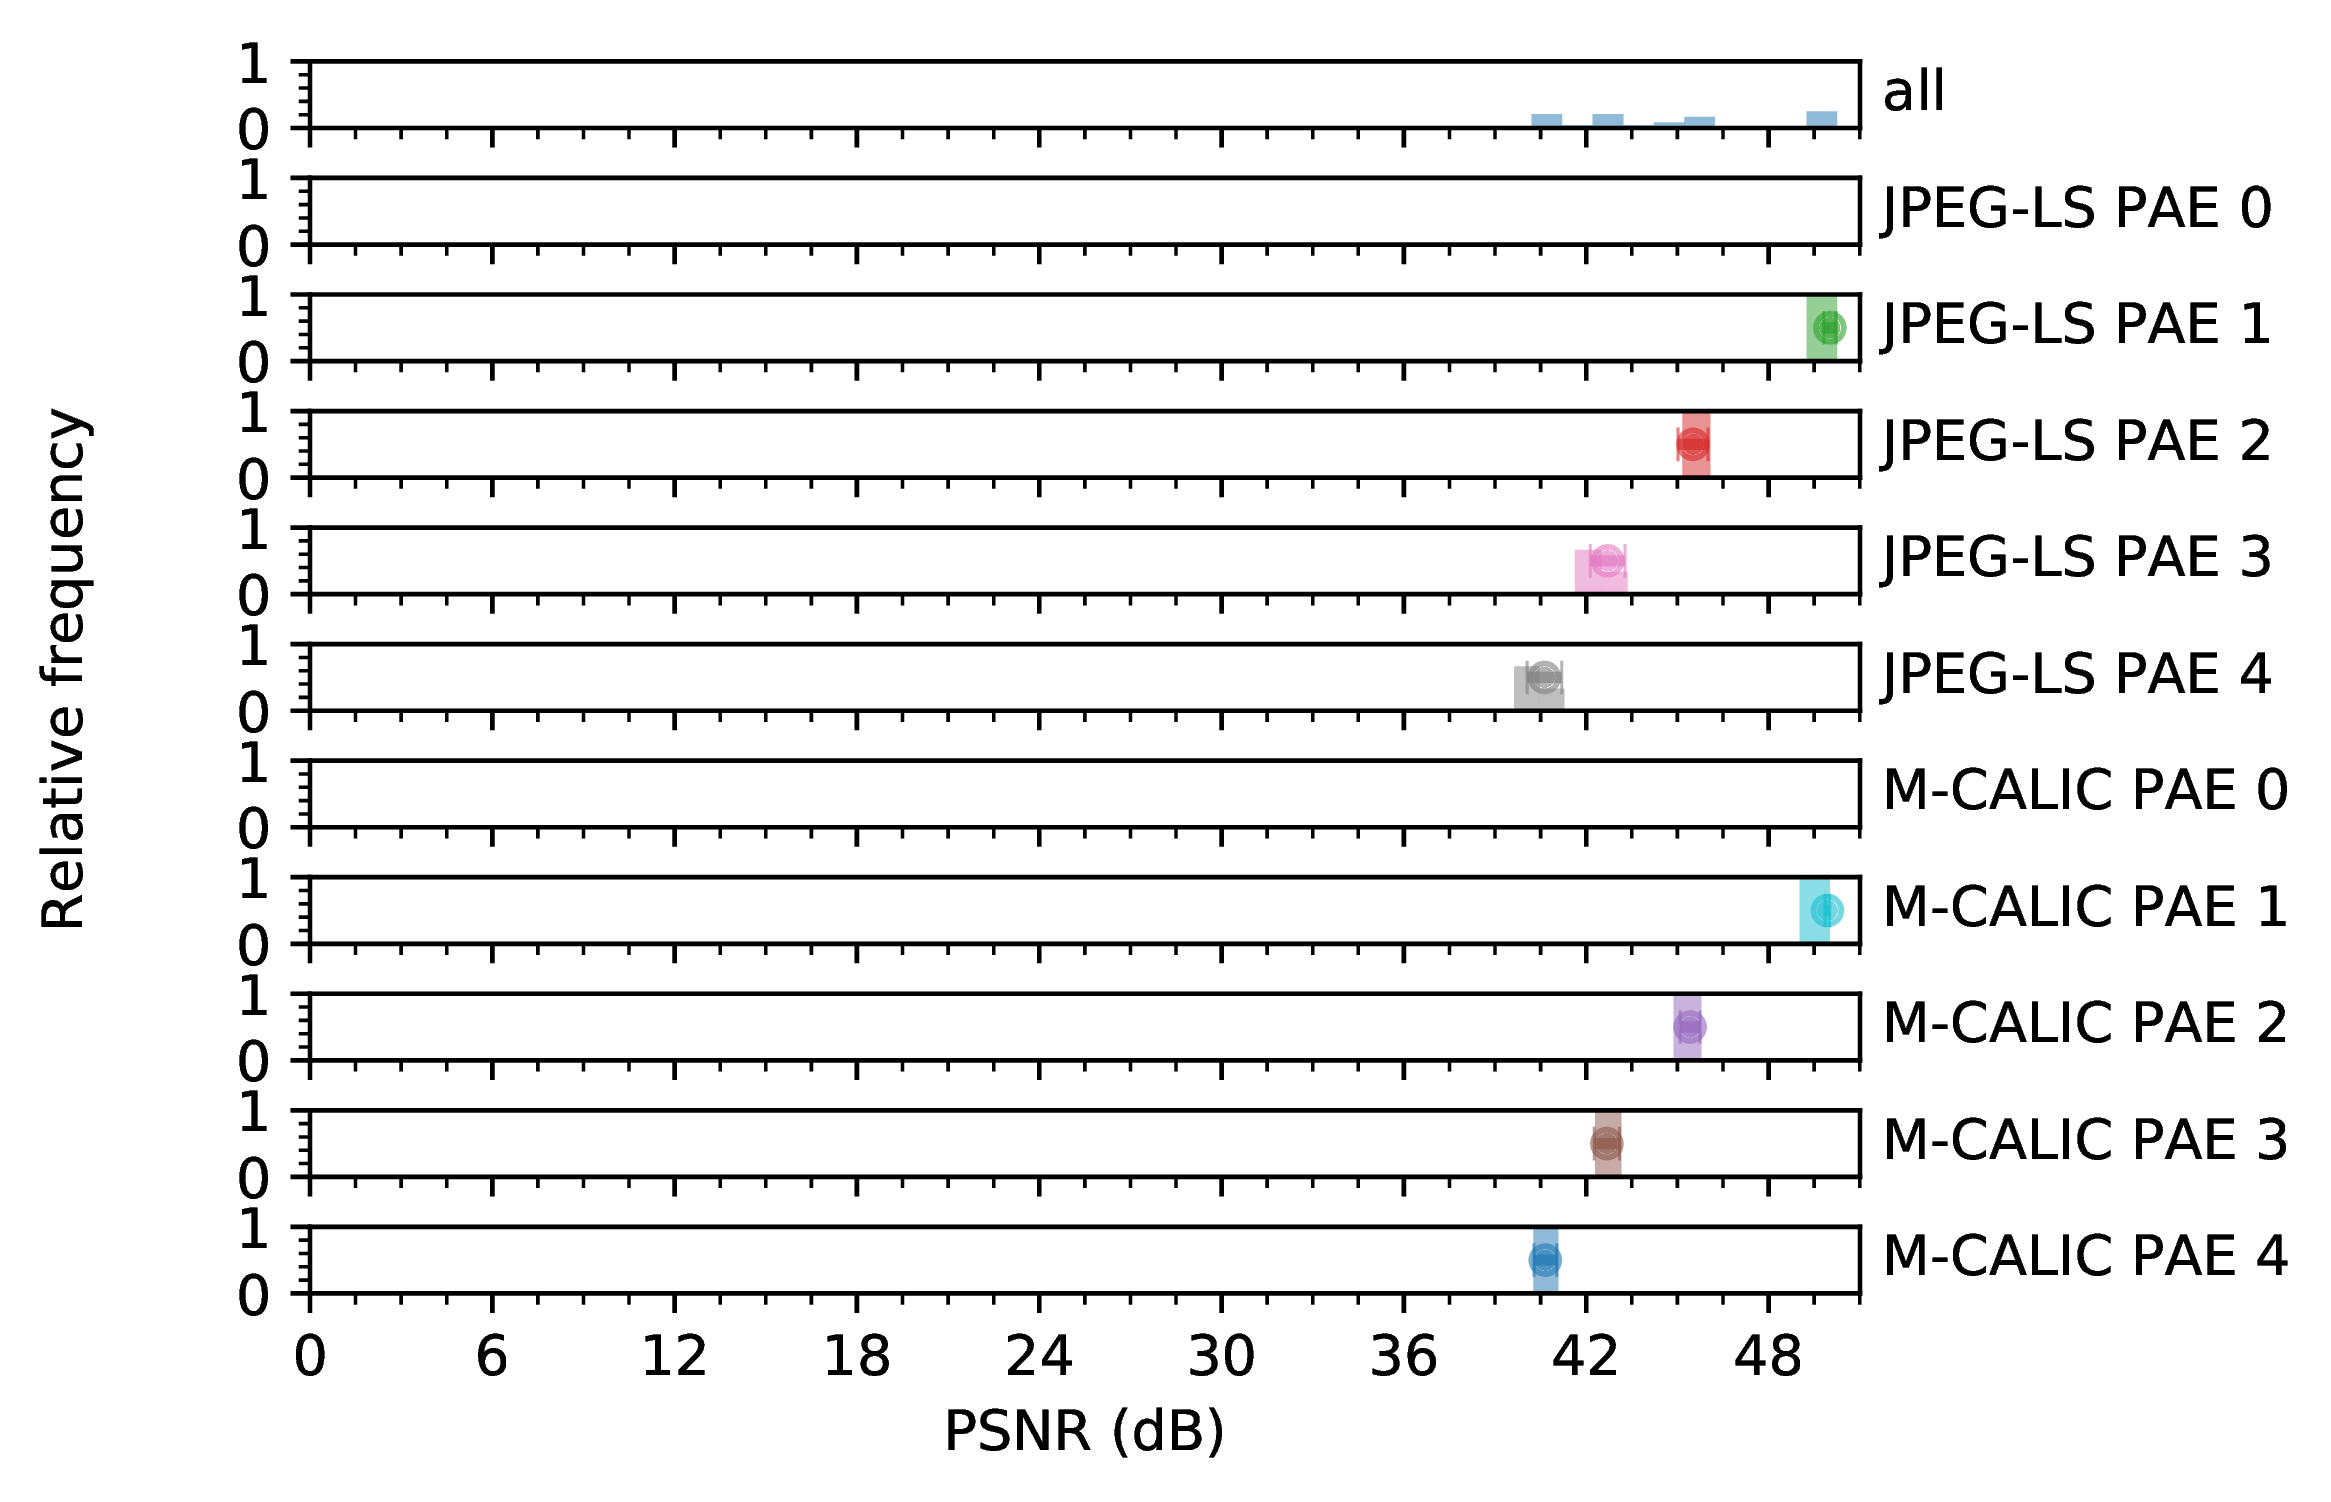 1
0
all
1
0
JPEG-LS PAE 0
1
0
JPEG-LS PAE 1
1
0
JPEG-LS PAE 2
1
0
JPEG-LS PAE 3
1
0
JPEG-LS PAE 4
1
0
M-CALIC PAE 0
1
0
M-CALIC PAE 1
1
0
M-CALIC PAE 2
1
0
M-CALIC PAE 3
1
0
M-CALIC PAE 4
Relative frequency
0 6 12 18 24 30 36 42 48
PSNR (dB)